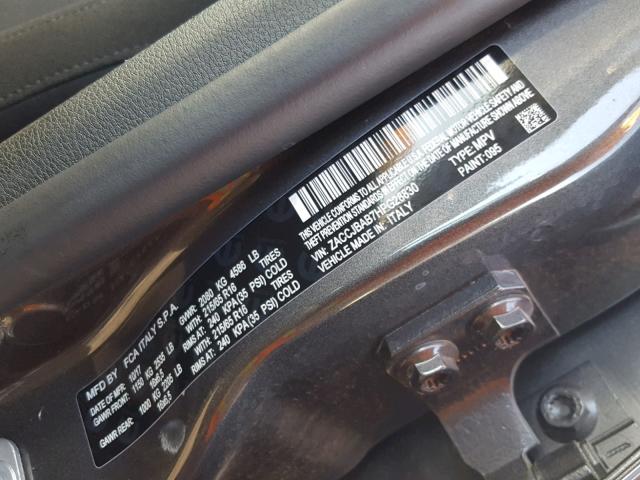 MFD BY FCA ITALY S.P.A.
DATE OF MFR: GVWR: 2080 KG 4586 LB
GAWR FRONT: 1150 KG 2535 LB WITH: 215/65 R16 TIRES
RIMS AT: 240 KPA(35 PSI) COLD
GAWR REAR: 1000 KG 2205 LB WITH: 215/65 R16 TIRES
RIMS AT: 240 KPA(35 PSI) COLD
THIS VEHICLE CONFORMS TO ALL APPLICABLE U.S.A. FEDERAL MOTOR VEHICLE SAFETY AND
THEFT PREVENTION STANDARDS IN EFFECT ON THE DATE OF MANUFACTURE SHOWN ABOVE
VIN: TYPE: MPV
VEHICLE MADE IN: ITALY PAINT: 095